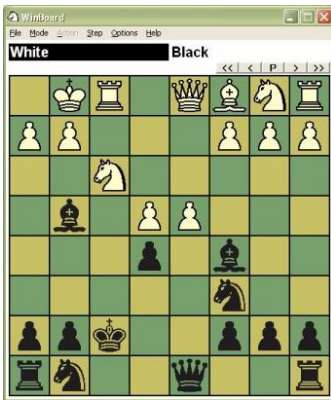 WinBoard
File Mode Action Step Options Help
White Black
<< < P > >>